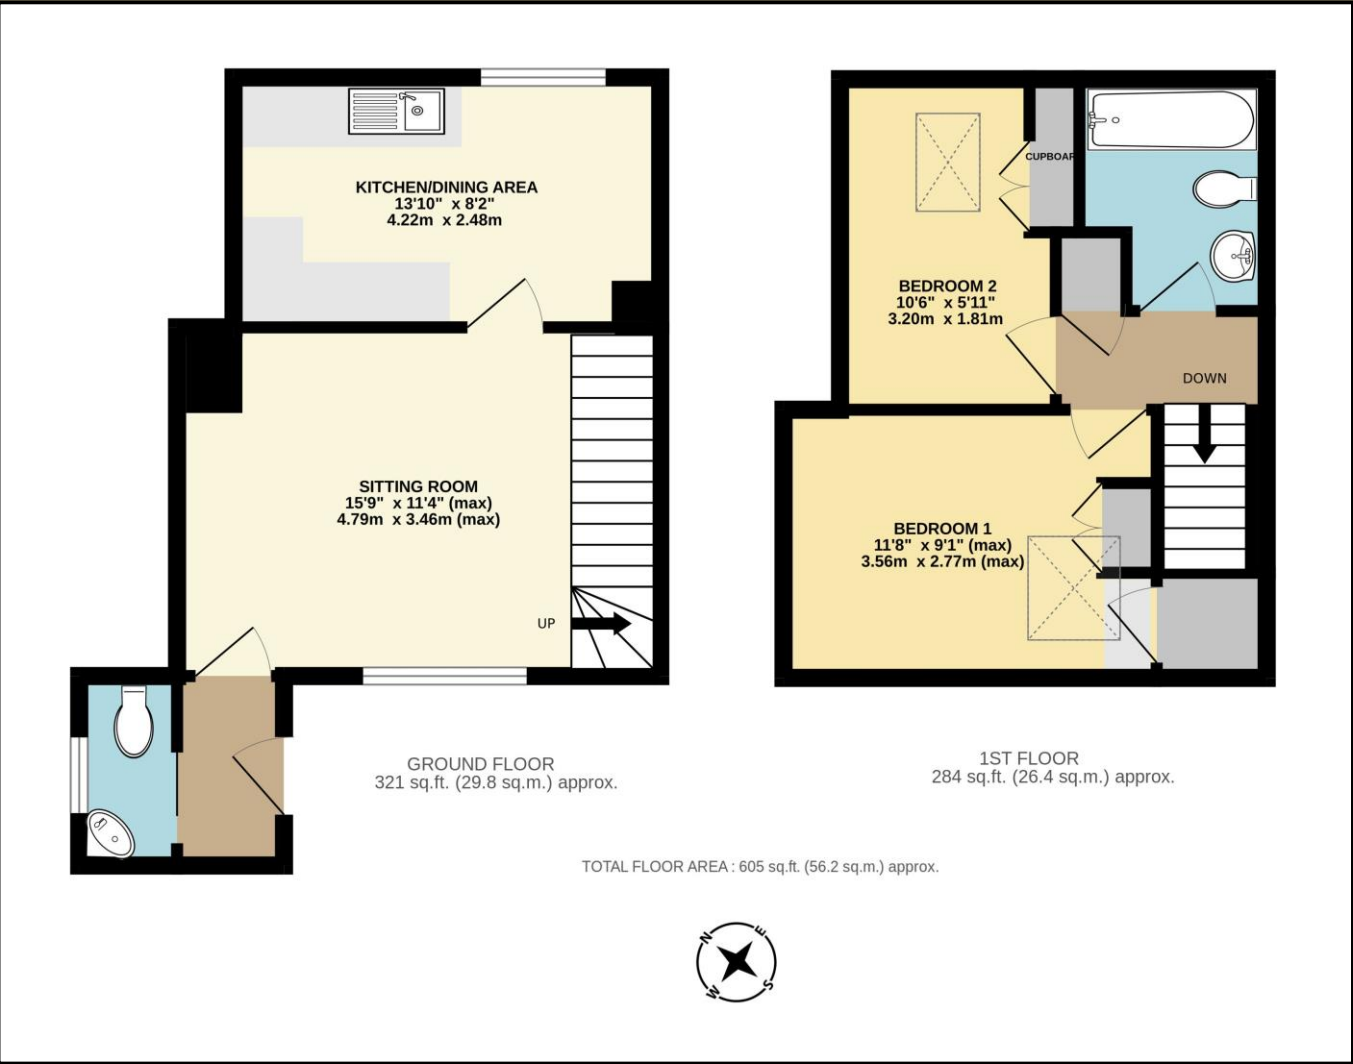 KITCHEN/DINING AREA
13'10" x 8'2"
4.22m x 2.48m
SITTING ROOM
15'9" x 11'4" (max)
4.79m x 3.46m (max)
UP
GROUND FLOOR
321 sq.ft. (29.8 sq.m.) approx.
CUPBOAR
BEDROOM 2
10'6" x 5'11"
3.20m x 1.81m
DOWN
BEDROOM 1
11'8" x 9'1" (max)
3.56m x 2.77m (max)
1ST FLOOR
284 sq.ft. (26.4 sq.m.) approx.
TOTAL FLOOR AREA : 605 sq.ft. (56.2 sq.m.) approx.
N
E
W
S